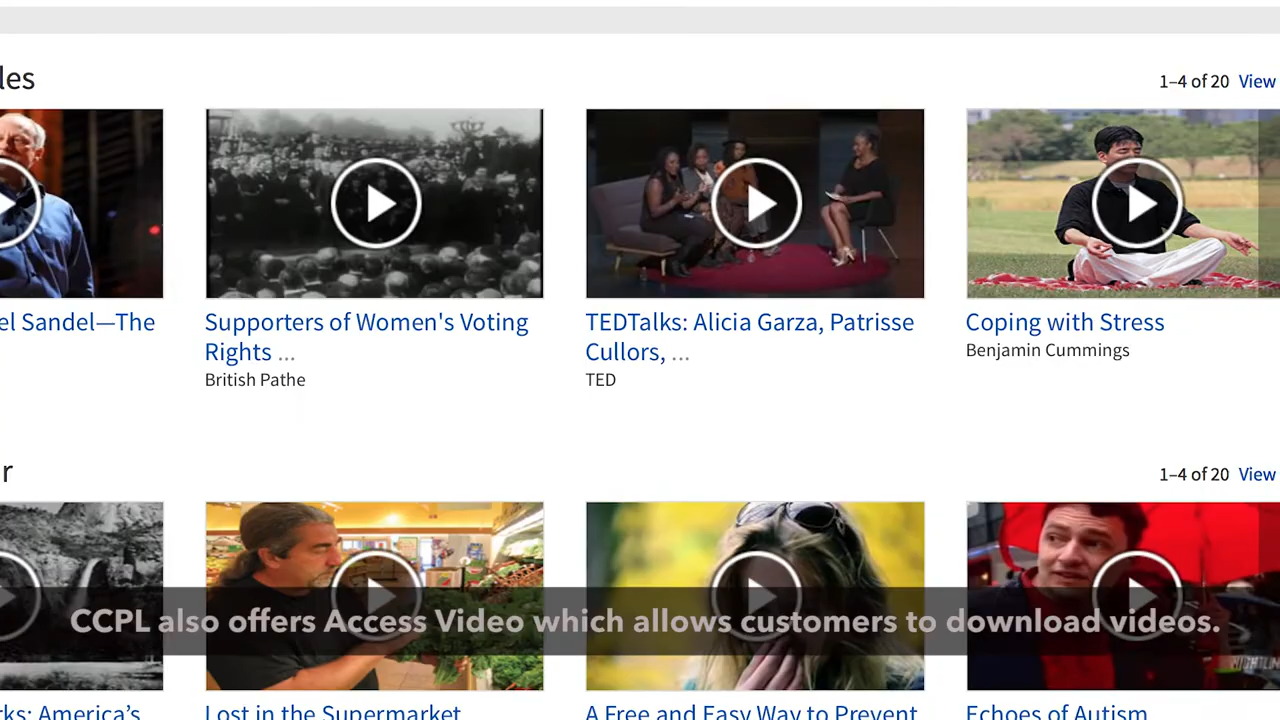 les
1–4 of 20 View
el Sandel—The
Supporters of Women's Voting
Rights ...
British Pathe
TEDTalks: Alicia Garza, Patrisse
Cullors, ...
TED
Coping with Stress
Benjamin Cummings
r
1–4 of 20 View
CCPL also offers Access Video which allows customers to download videos.
rks: America’s
Lost in the Supermarket
A Free and Easy Way to Prevent
Echoes of Autism